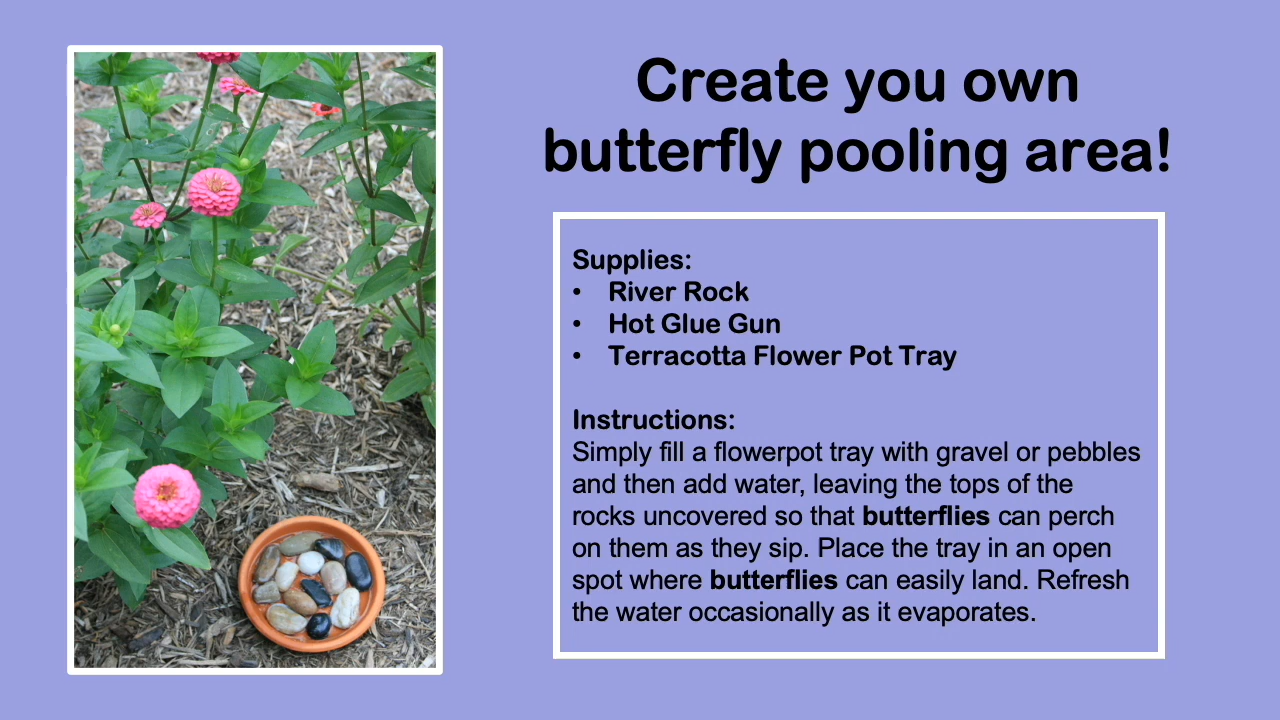 Create you own
butterfly pooling area!
Supplies:
• River Rock
• Hot Glue Gun
• Terracotta Flower Pot Tray
Instructions:
Simply fill a flowerpot tray with gravel or pebbles
and then add water, leaving the tops of the
rocks uncovered so that butterflies can perch
on them as they sip. Place the tray in an open
spot where butterflies can easily land. Refresh
the water occasionally as it evaporates.